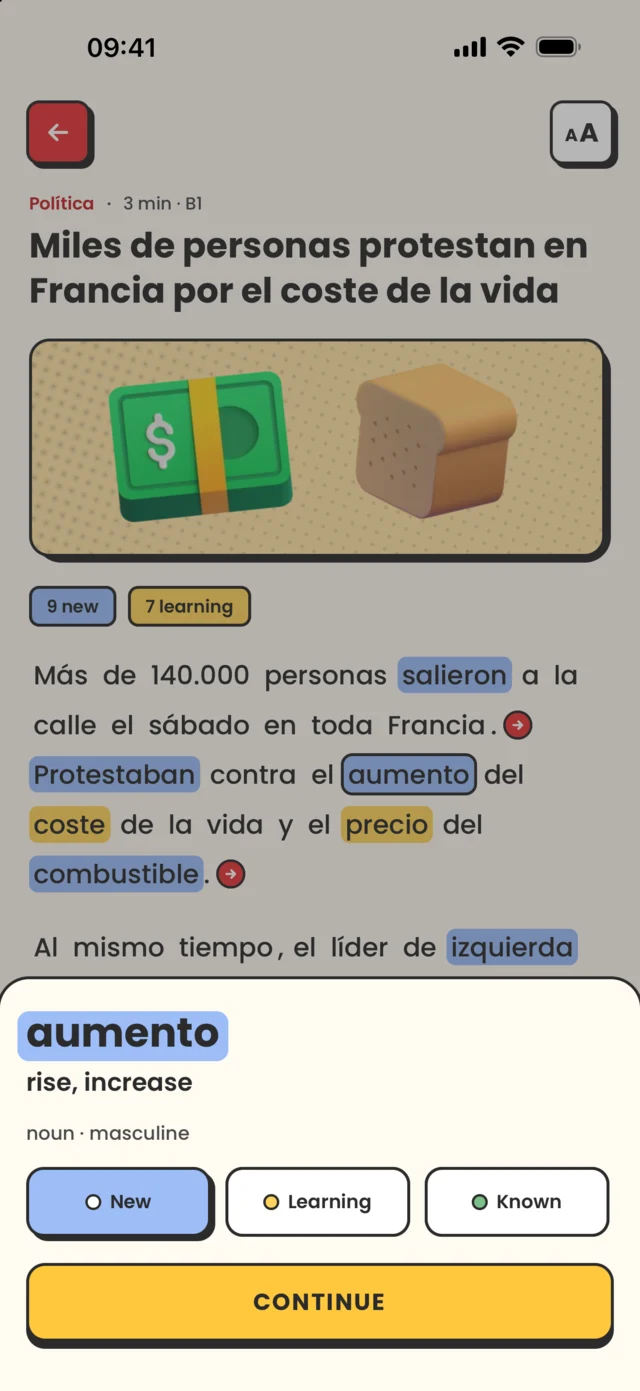 09:41
AA
Política · 3 min · B1
Miles de personas protestan en
Francia por el coste de la vida
$
9 new
7 learning
Más de 140.000 personas salieron a la
calle el sábado en toda Francia.
Protestaban contra el aumento del
coste de la vida y el precio del
combustible.
Al mismo tiempo, el líder de izquierda
aumento
rise, increase
noun · masculine
New
Learning
Known
CONTINUE